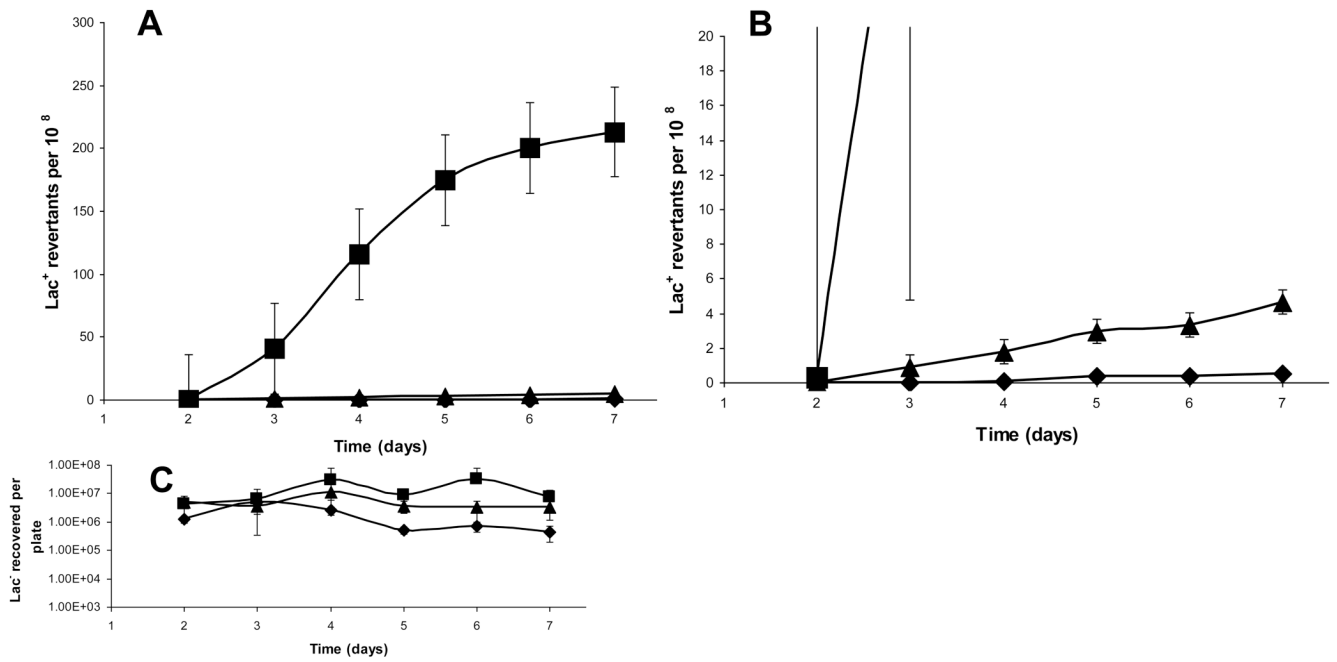 A
Lac+ revertants per 10 8
300
250
200
150
100
50
0
1 2 3 4 5 6 7
Time (days)
B
Lac+ revertants per 10 8
20
18
16
14
12
10
8
6
4
2
0
1 2 3 4 5 6 7
Time (days)
C
Lac- recovered per
plate
1.00E+08
1.00E+07
1.00E+06
1.00E+05
1.00E+04
1.00E+03
1 2 3 4 5 6 7
Time (days)